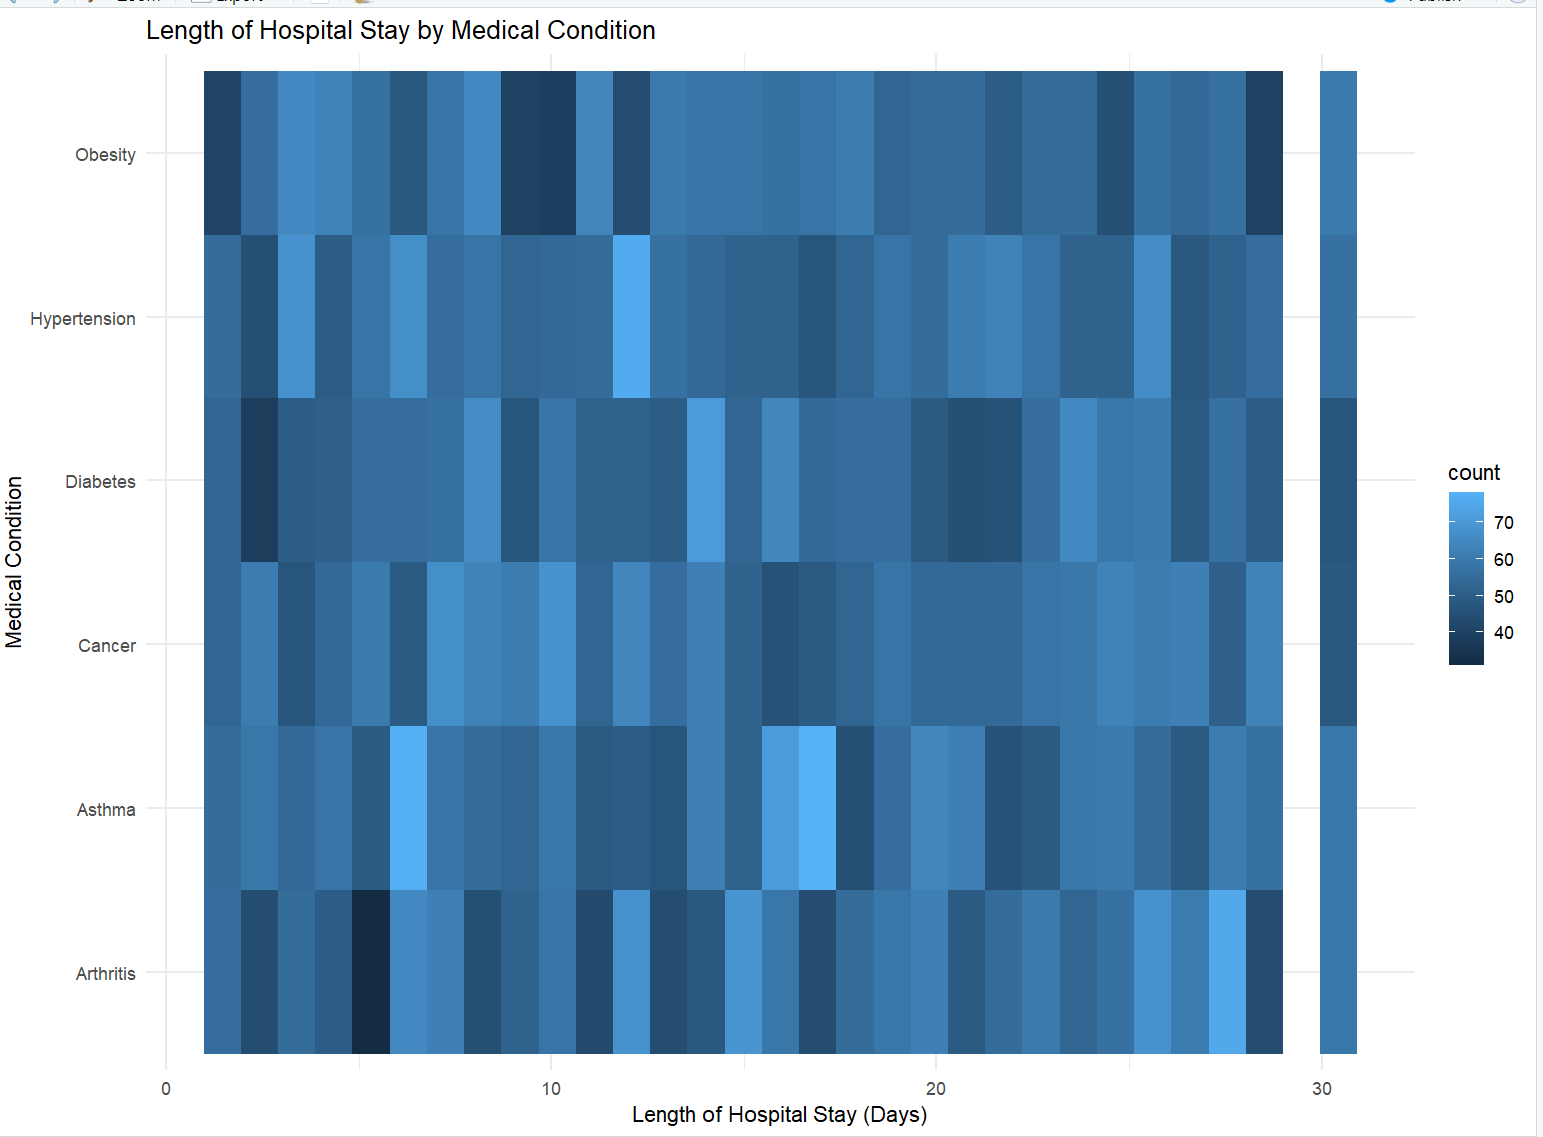 Length of Hospital Stay by Medical Condition
Obesity
Hypertension
Diabetes
Cancer
Asthma
Arthritis
Medical Condition
0
10
20
30
Length of Hospital Stay (Days)
count
70
60
50
40